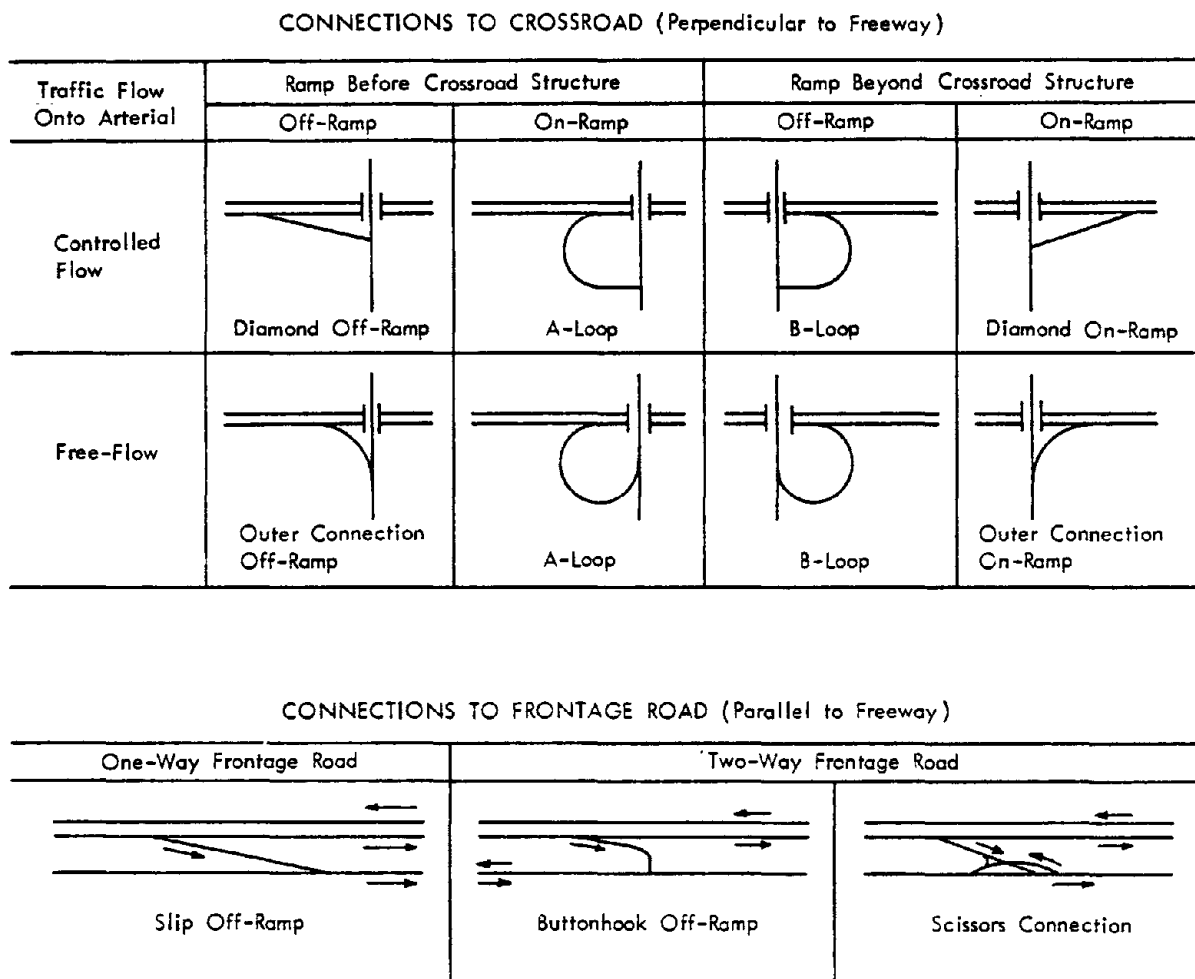 CONNECTIONS TO CROSSROAD (Perpendicular to Freeway)
Traffic Flow
Onto Arterial
Ramp Before Crossroad Structure
Ramp Beyond Crossroad Structure
Off-Ramp
On-Ramp
Off-Ramp
On-Ramp
Controlled
Flow
Diamond Off-Ramp
A-Loop
B-Loop
Diamond On-Ramp
Free-Flow
Outer Connection
Off-Ramp
A-Loop
B-Loop
Outer Connection
On-Ramp
CONNECTIONS TO FRONTAGE ROAD (Parallel to Freeway)
One-Way Frontage Road
Two-Way Frontage Road
Slip Off-Ramp
Buttonhook Off-Ramp
Scissors Connection